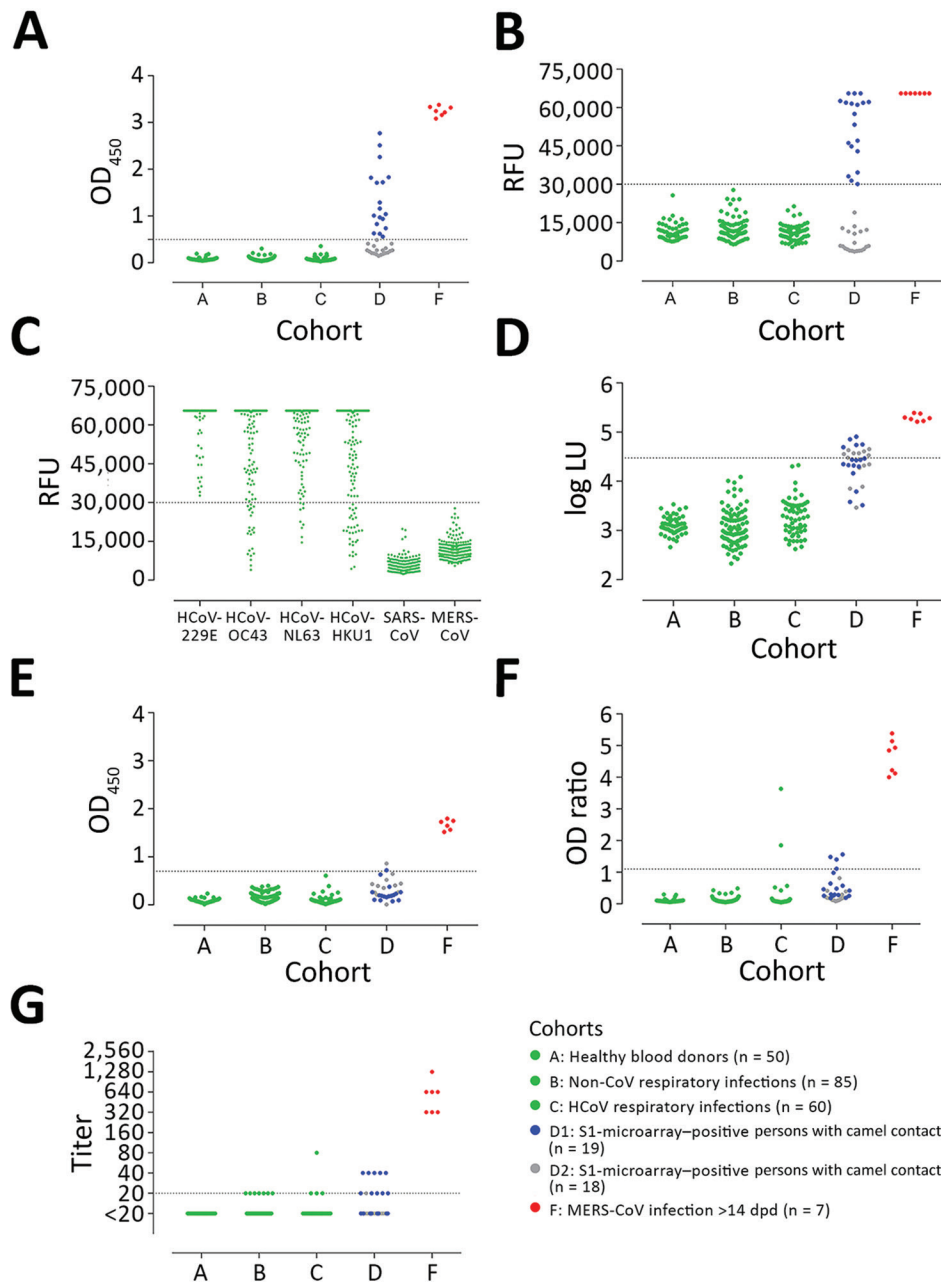 A
OD450
4
3
2
1
0
A B C D F
Cohort
B
RFU
75,000
60,000
45,000
30,000
15,000
0
A B C D F
Cohort
C
RFU
75,000
60,000
45,000
30,000
15,000
0
HCoV- HCoV- HCoV- HCoV- SARS- MERS-
229E OC43 NL63 HKU1 CoV CoV
D
log LU
6
5
4
3
2
A B C D F
Cohort
E
OD450
4
3
2
1
0
A B C D F
Cohort
F
OD ratio
6
5
4
3
2
1
0
A B C D F
Cohort
G
Titer
2,560
1,280
640
320
160
80
40
20
<20
A B C D F
Cohorts
A: Healthy blood donors (n = 50)
B: Non-CoV respiratory infections (n = 85)
C: HCoV respiratory infections (n = 60)
D1: S1-microarray–positive persons with camel contact
(n = 19)
D2: S1-microarray–positive persons with camel contact
(n = 18)
F: MERS-CoV infection >14 dpd (n = 7)